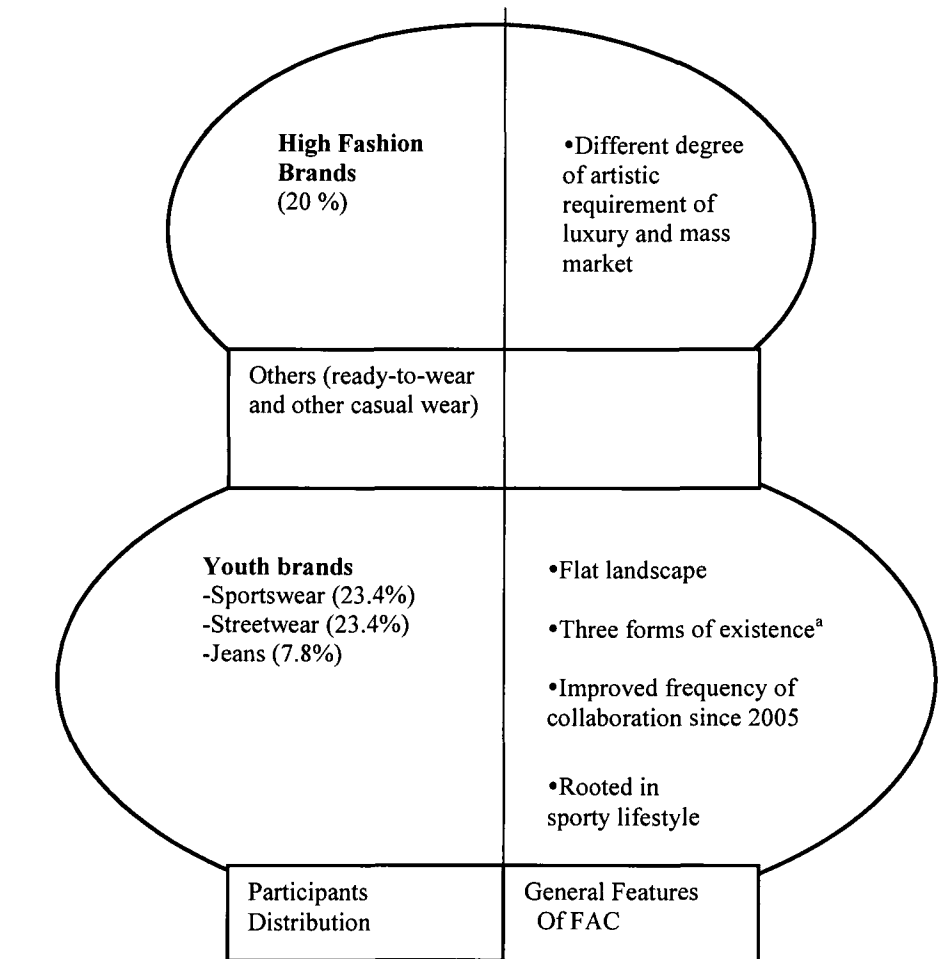 High Fashion
Brands
(20 %)
•Different degree
of artistic
requirement of
luxury and mass
market
Others (ready-to-wear
and other casual wear)
Youth brands
-Sportswear (23.4%)
-Streetwear (23.4%)
-Jeans (7.8%)
•Flat landscape
•Three forms of existenceᵃ
•Improved frequency of
collaboration since 2005
•Rooted in
sporty lifestyle
Participants
Distribution
General Features
Of FAC